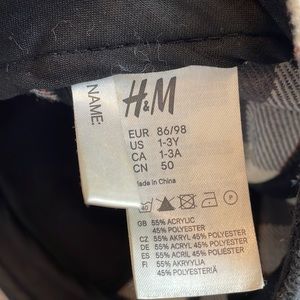 NAME:
H&M
EUR 86/98
US 1-3Y
CA 1-3A
CN 50
Made in China
40 P
GB 55% ACRYLIC
45% POLYESTER
CZ 55% AKRYL 45% POLYESTER
DE 55% ACRYL 45% POLYESTER
ES 55% ACRÍL 45% POLIÉSTER
FI 55% AKRYYLIA
45% POLYESTERIÄ